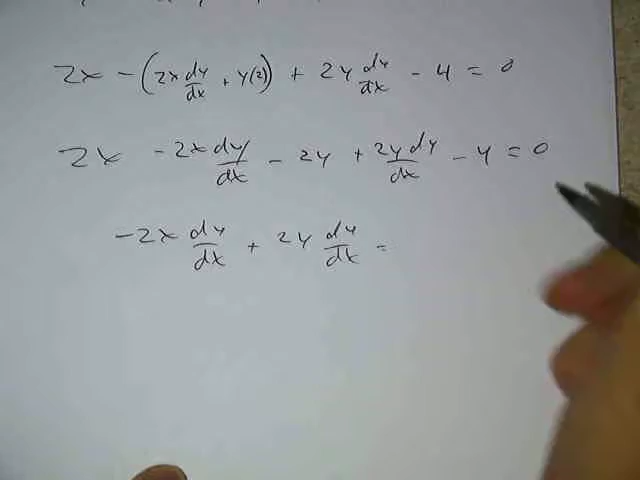 2x - (2x dy/dx + y(2)) + 2y dy/dx - 4 = 0
2x - 2x dy/dx - 2y + 2y dy/dx - 4 = 0
-2x dy/dx + 2y dy/dx =